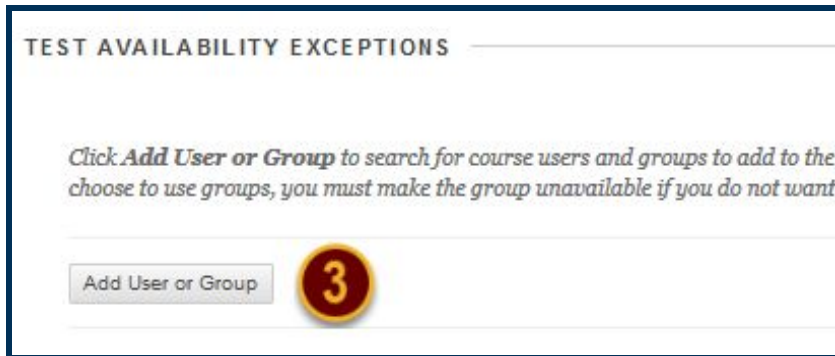 TEST AVAILABILITY EXCEPTIONS
Click Add User or Group to search for course users and groups to add to the
choose to use groups, you must make the group unavailable if you do not want
Add User or Group
3